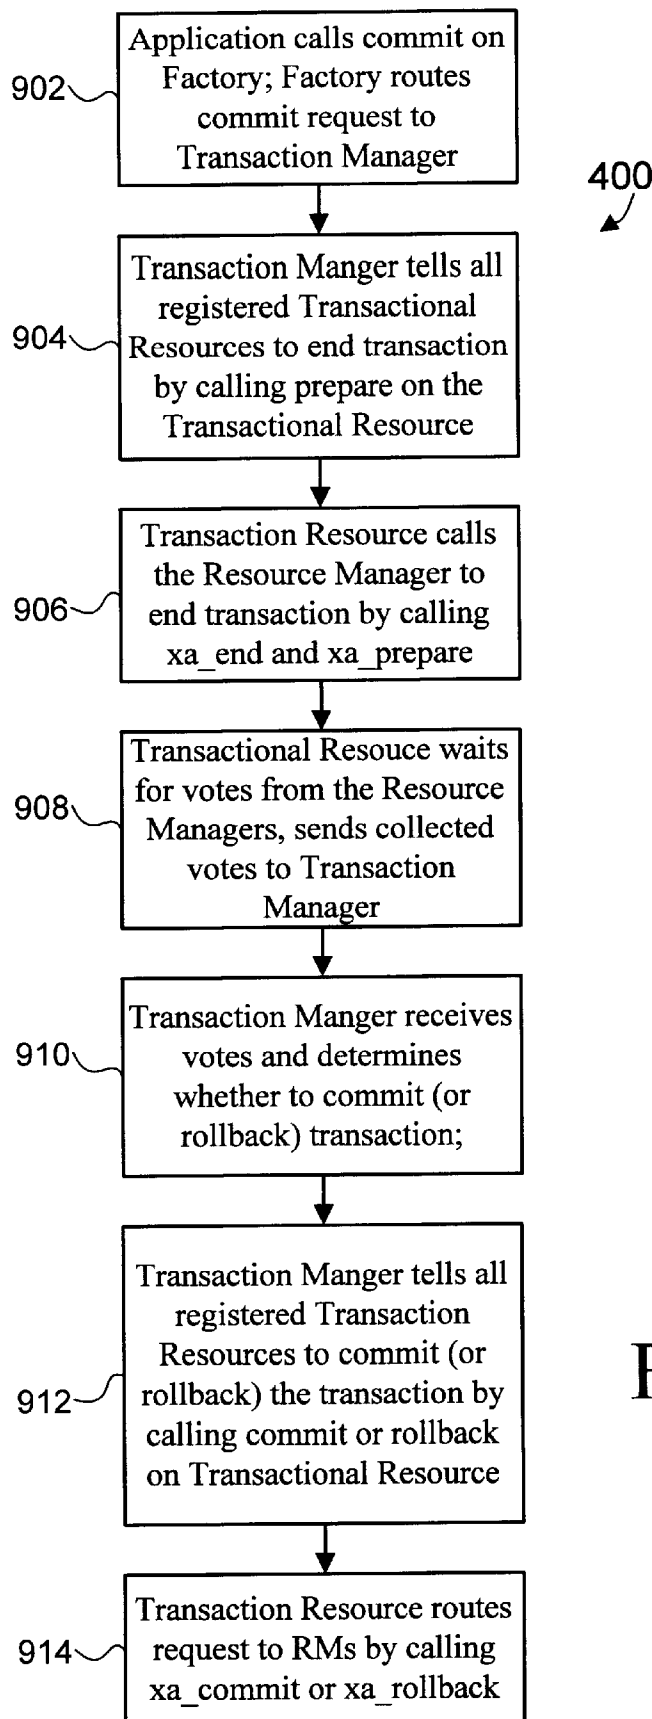 Application calls commit on
Factory; Factory routes
commit request to
Transaction Manager
902
400
Transaction Manger tells all
registered Transactional
Resources to end transaction
by calling prepare on the
Transactional Resource
904
Transaction Resource calls
the Resource Manager to
end transaction by calling
xa_end and xa_prepare
906
Transactional Resouce waits
for votes from the Resource
Managers, sends collected
votes to Transaction
Manager
908
Transaction Manger receives
votes and determines
whether to commit (or
rollback) transaction;
910
Transaction Manger tells all
registered Transaction
Resources to commit (or
rollback) the transaction by
calling commit or rollback
on Transactional Resource
912
Transaction Resource routes
request to RMs by calling
xa_commit or xa_rollback
914